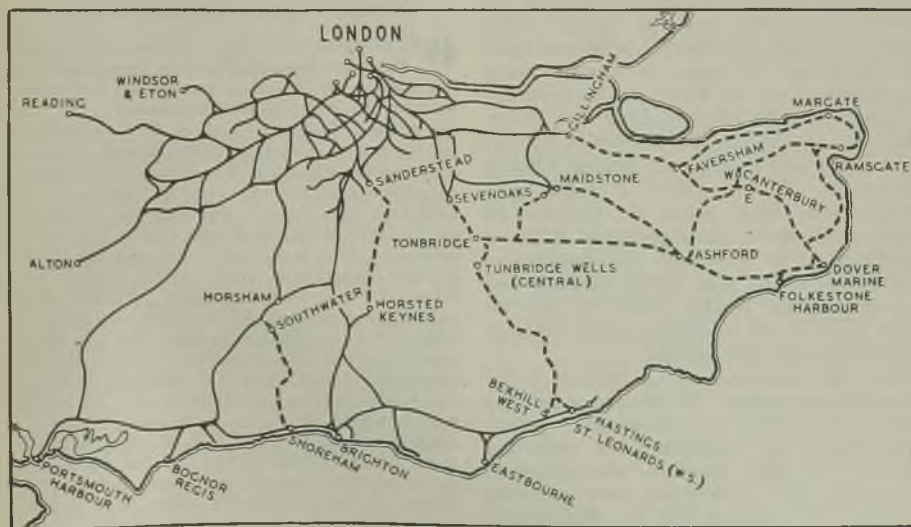 LONDON
WINDSOR
& ETON
READING
GILLINGHAM
MARGATE
SANDERSTEAD
FAVERSHAM
RAMSGATE
SEVENOAKS
MAIDSTONE
W
CANTERBURY
E
TONBRIDGE
ALTON
ASHFORD
TUNBRIDGE WELLS
(CENTRAL)
DOVER
MARINE
FOLKESTONE
HARBOUR
HORSHAM
SOUTHWATER
HORSTED
KEYNES
BEXHILL
WEST
HASTINGS
ST. LEONARDS (W.S.)
PORTSMOUTH
HARBOUR
BOGNOR
REGIS
SHOREHAM
BRIGHTON
EASTBOURNE